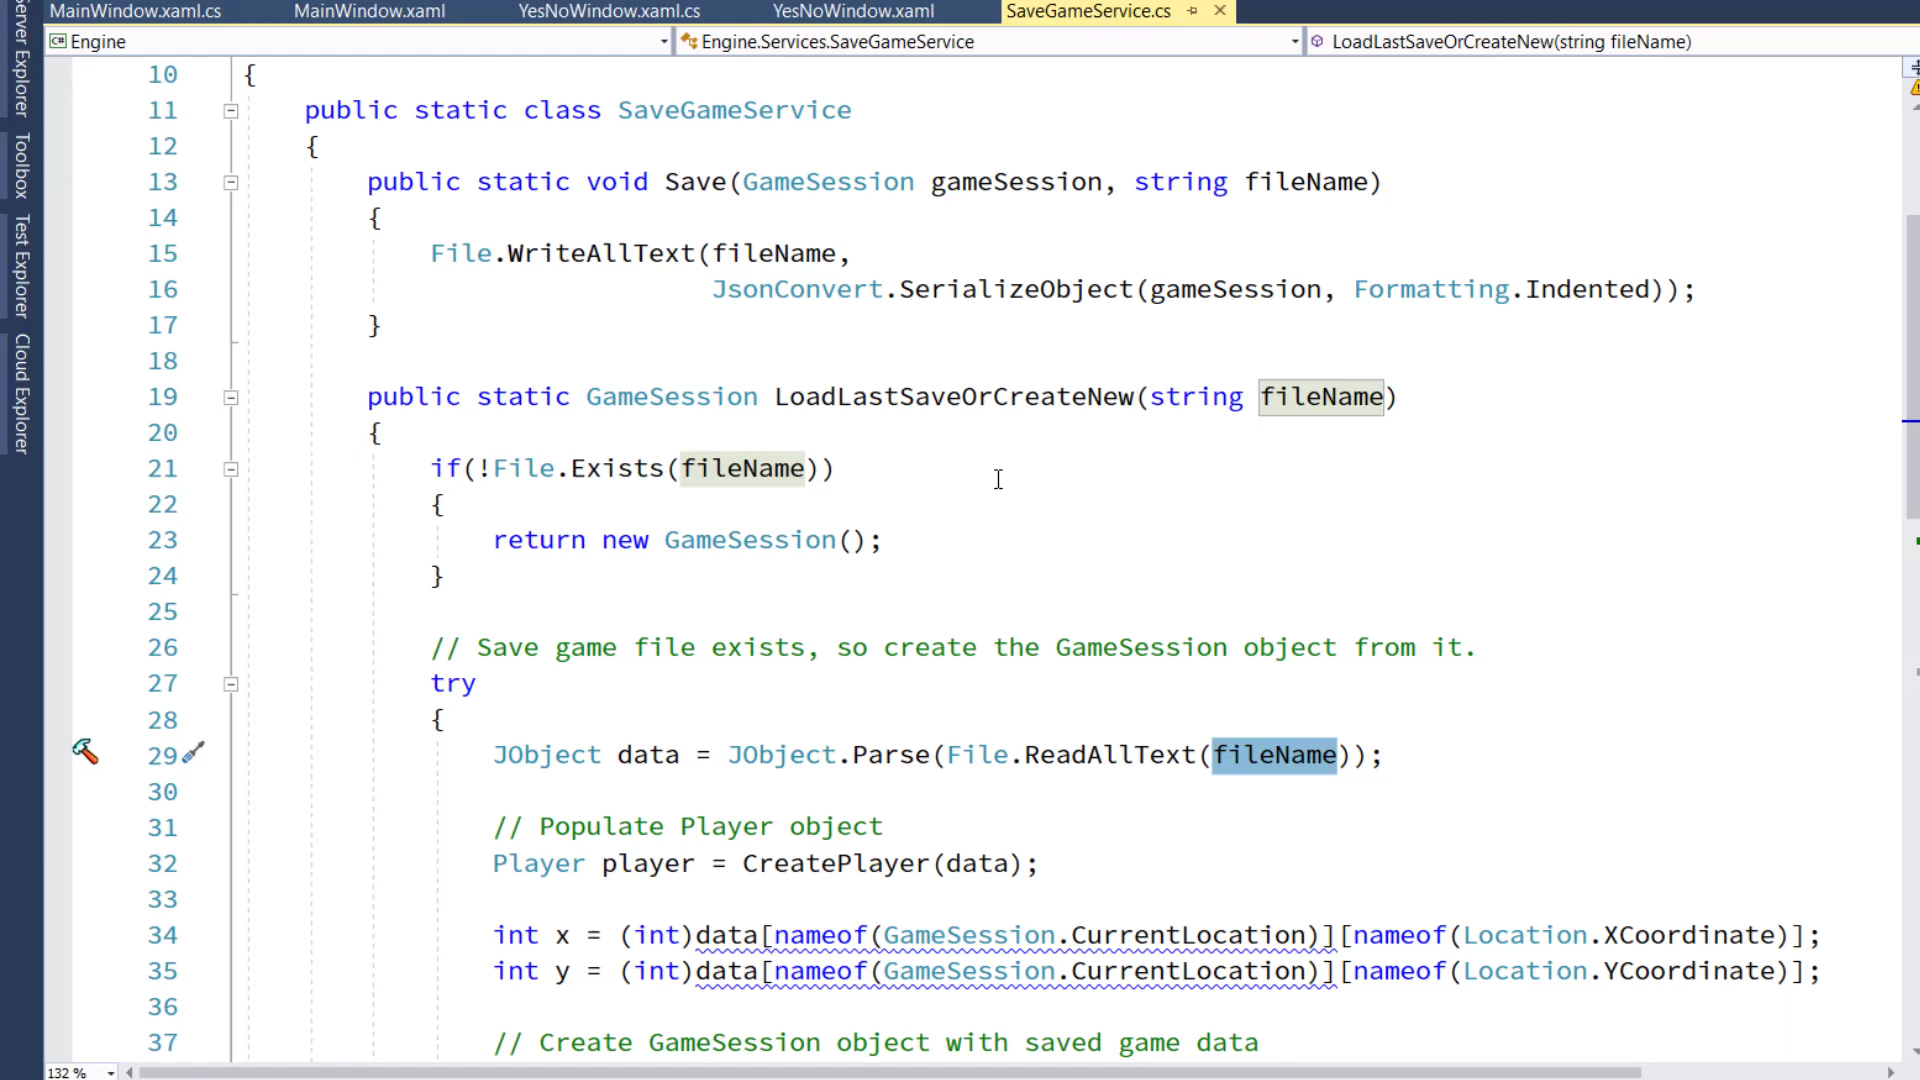 MainWindow.xaml.cs MainWindow.xaml YesNoWindow.xaml.cs YesNoWindow.xaml SaveGameService.cs
Engine Engine.Services.SaveGameService LoadLastSaveOrCreateNew(string fileName)
Server Explorer
Toolbox
Test Explorer
Cloud Explorer
10 {
11 public static class SaveGameService
12 {
13 public static void Save(GameSession gameSession, string fileName)
14 {
15 File.WriteAllText(fileName,
16 JsonConvert.SerializeObject(gameSession, Formatting.Indented));
17 }
18
19 public static GameSession LoadLastSaveOrCreateNew(string fileName)
20 {
21 if(!File.Exists(fileName))
22 {
23 return new GameSession();
24 }
25
26 // Save game file exists, so create the GameSession object from it.
27 try
28 {
29 JObject data = JObject.Parse(File.ReadAllText(fileName));
30
31 // Populate Player object
32 Player player = CreatePlayer(data);
33
34 int x = (int)data[nameof(GameSession.CurrentLocation)][nameof(Location.XCoordinate)];
35 int y = (int)data[nameof(GameSession.CurrentLocation)][nameof(Location.YCoordinate)];
36
37 // Create GameSession object with saved game data
132 %